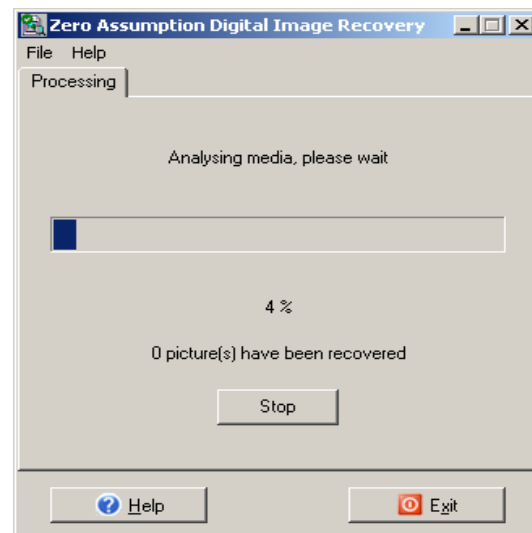 Zero Assumption Digital Image Recovery
File Help
Processing
Analysing media, please wait
4 %
0 picture(s) have been recovered
Stop
Help Exit